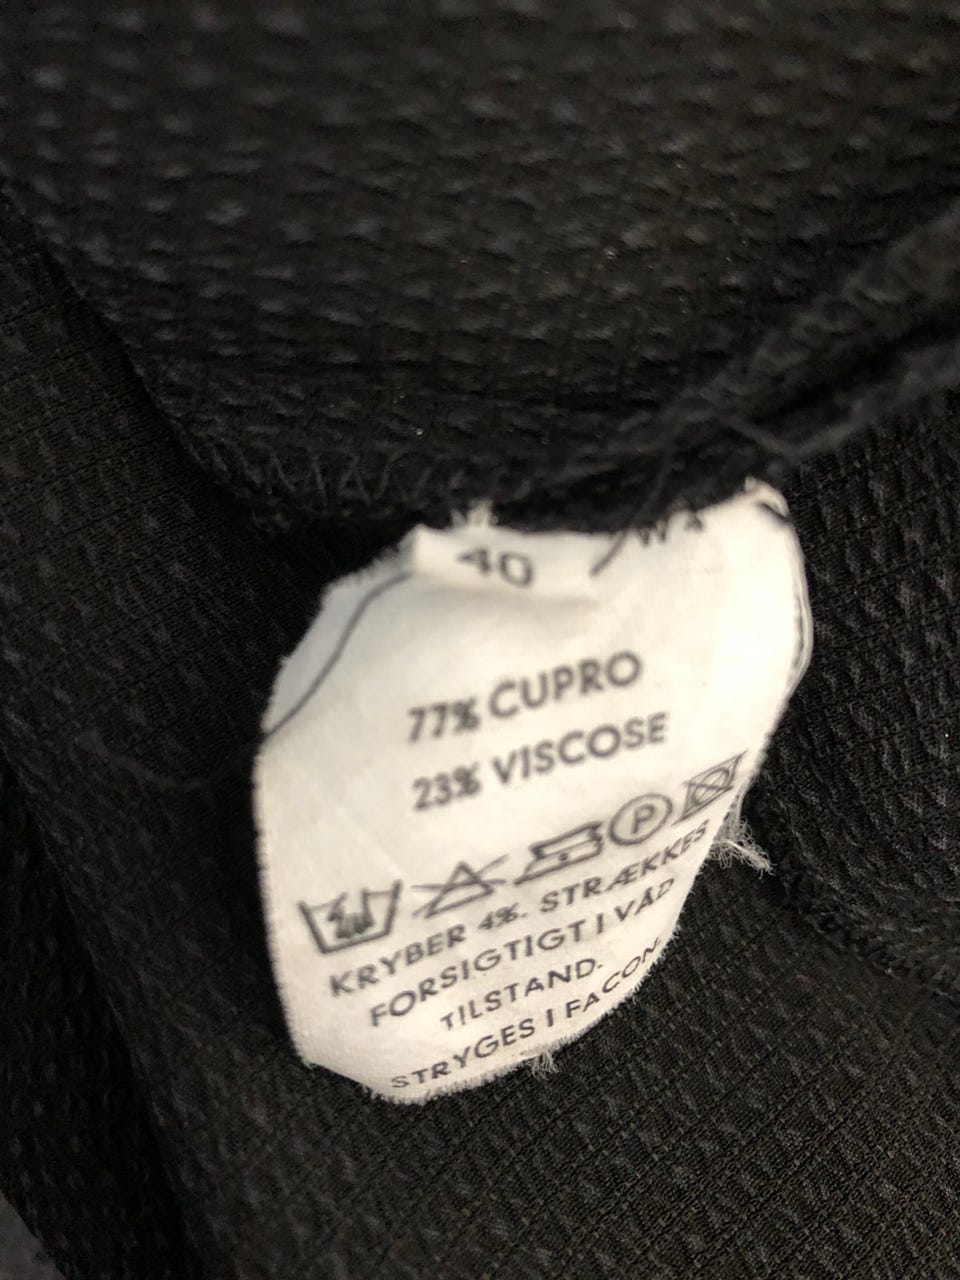 40
77% CUPRO
23% VISCOSE
P
KRYBER 4%. STRÆKKES
FORSIGTIGT I VÅD
TILSTAND.
STRYGES I FACON.